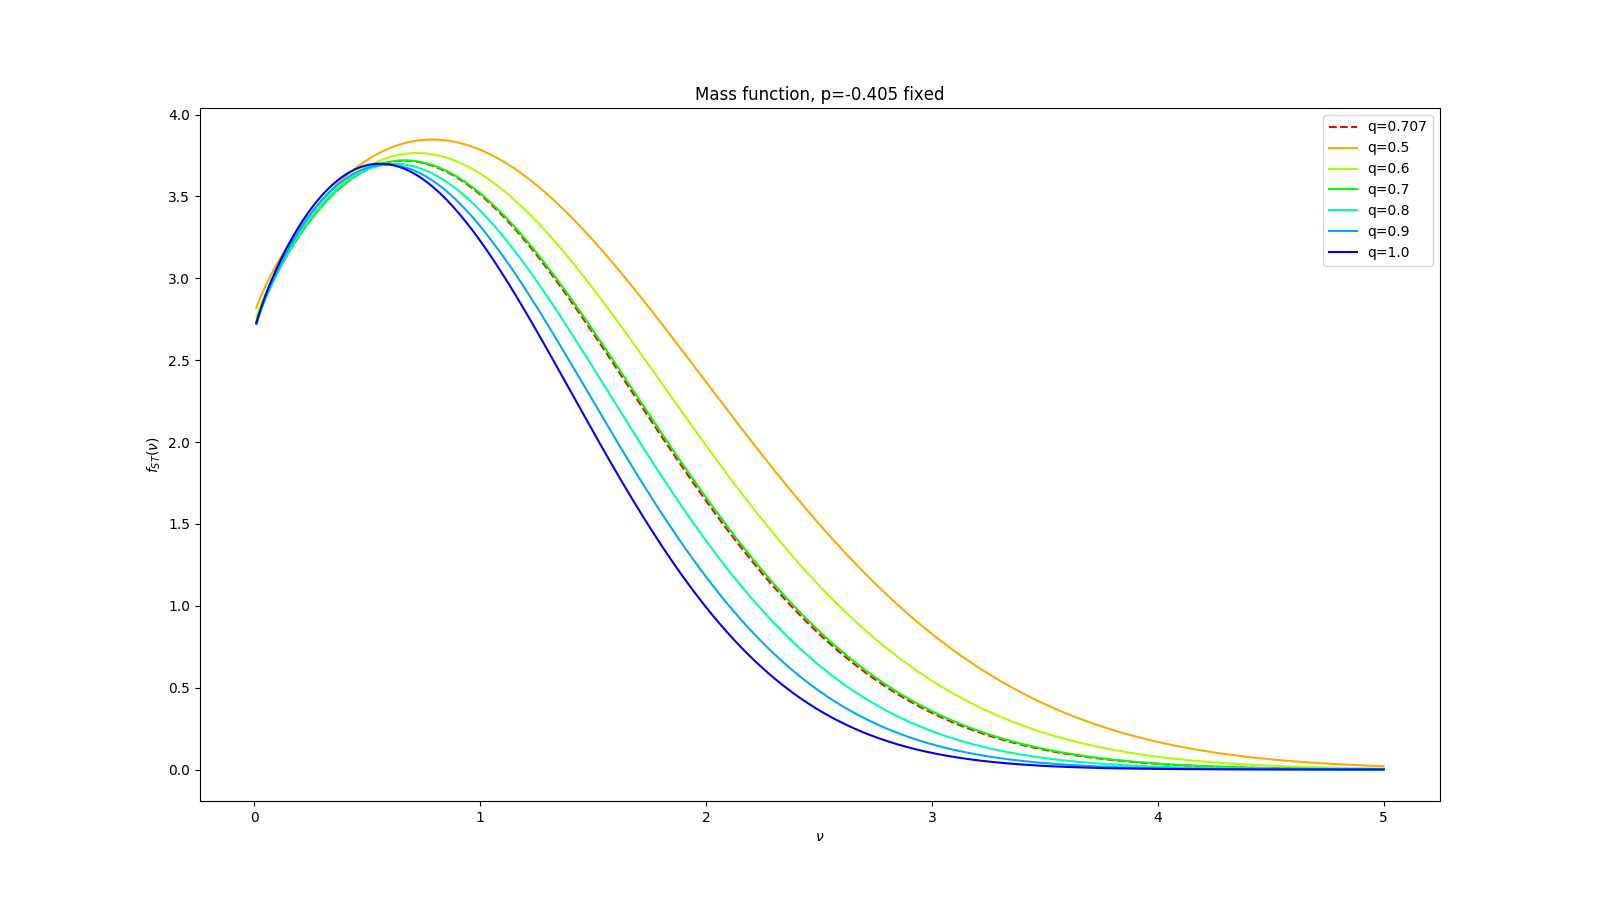 Mass function, p=-0.405 fixed
4.0
3.5
3.0
2.5
2.0
1.5
1.0
0.5
0.0
f_{ST}(ν)
q=0.707
q=0.5
q=0.6
q=0.7
q=0.8
q=0.9
q=1.0
0 1 2 3 4 5
ν